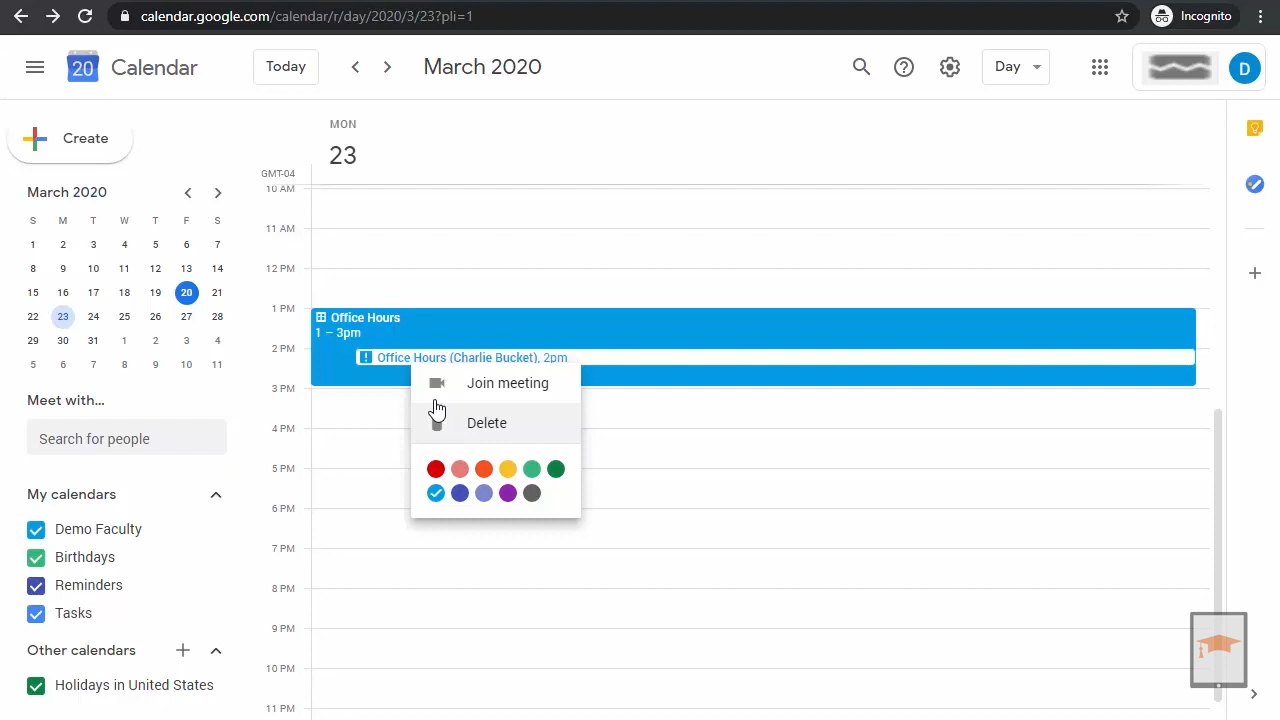 calendar.google.com/calendar/r/day/2020/3/23?pli=1
Incognito
20
Calendar
Today
March 2020
Day
D
Create
MON
23
GMT-04
March 2020
S M T W T F S
1 2 3 4 5 6 7
8 9 10 11 12 13 14
15 16 17 18 19 20 21
22 23 24 25 26 27 28
29 30 31 1 2 3 4
5 6 7 8 9 10 11
Meet with...
Search for people
My calendars
Demo Faculty
Birthdays
Reminders
Tasks
Other calendars
Holidays in United States
10 AM
11 AM
12 PM
1 PM
Office Hours
1 – 3pm
2 PM
Office Hours (Charlie Bucket), 2pm
3 PM
Join meeting
Delete
4 PM
5 PM
6 PM
7 PM
8 PM
9 PM
10 PM
11 PM